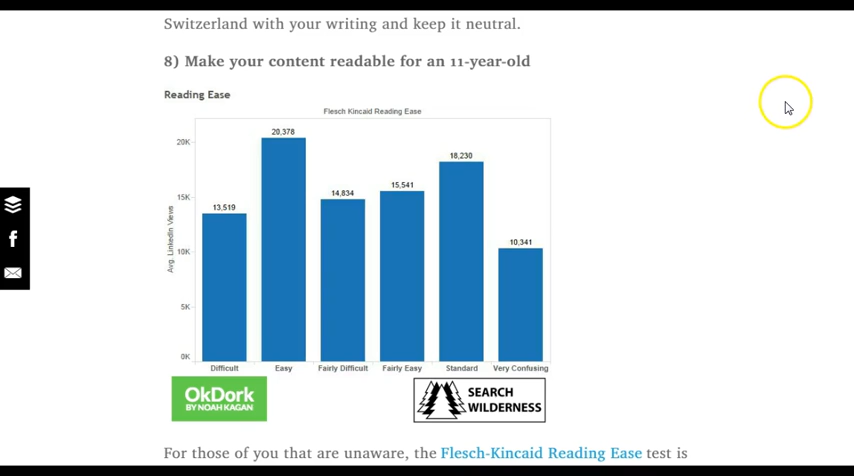 Switzerland with your writing and keep it neutral.
8) Make your content readable for an 11-year-old
Reading Ease
Flesch Kincaid Reading Ease
Avg. LinkedIn Views
20K
15K
10K
5K
0K
13,519
20,378
14,834
15,541
18,230
10,341
Difficult
Easy
Fairly Difficult
Fairly Easy
Standard
Very Confusing
OkDork
BY NOAH KAGAN
SEARCH
WILDERNESS
For those of you that are unaware, the Flesch-Kincaid Reading Ease test is